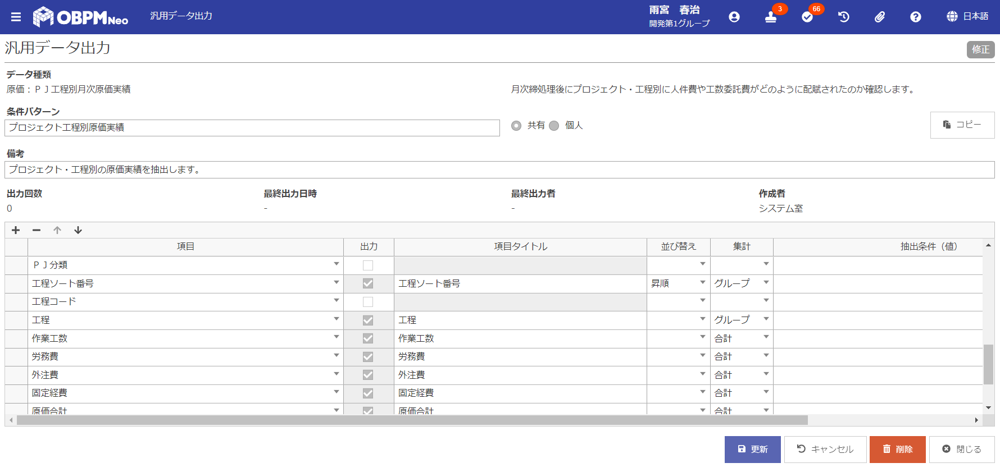 OBPM Neo
汎用データ出力
雨宮　春治
開発第1グループ
3
66
日本語
汎用データ出力
修正
データ種類
原価：ＰＪ工程別月次原価実績
月次締処理後にプロジェクト・工程別に人件費や工数委託費がどのように配賦されたのか確認します。
条件パターン
プロジェクト工程別原価実績
共有
個人
コピー
備考
プロジェクト・工程別の原価実績を抽出します。
出力回数 最終出力日時 最終出力者 作成者
0 - - システム室
項目 出力 項目タイトル 並び替え 集計 抽出条件（値）
ＰＪ分類
工程ソート番号 工程ソート番号 昇順 グループ
工程コード
工程 工程 グループ
作業工数 作業工数 合計
労務費 労務費 合計
外注費 外注費 合計
固定経費 固定経費 合計
原価合計 原価合計 合計
更新
キャンセル
削除
閉じる